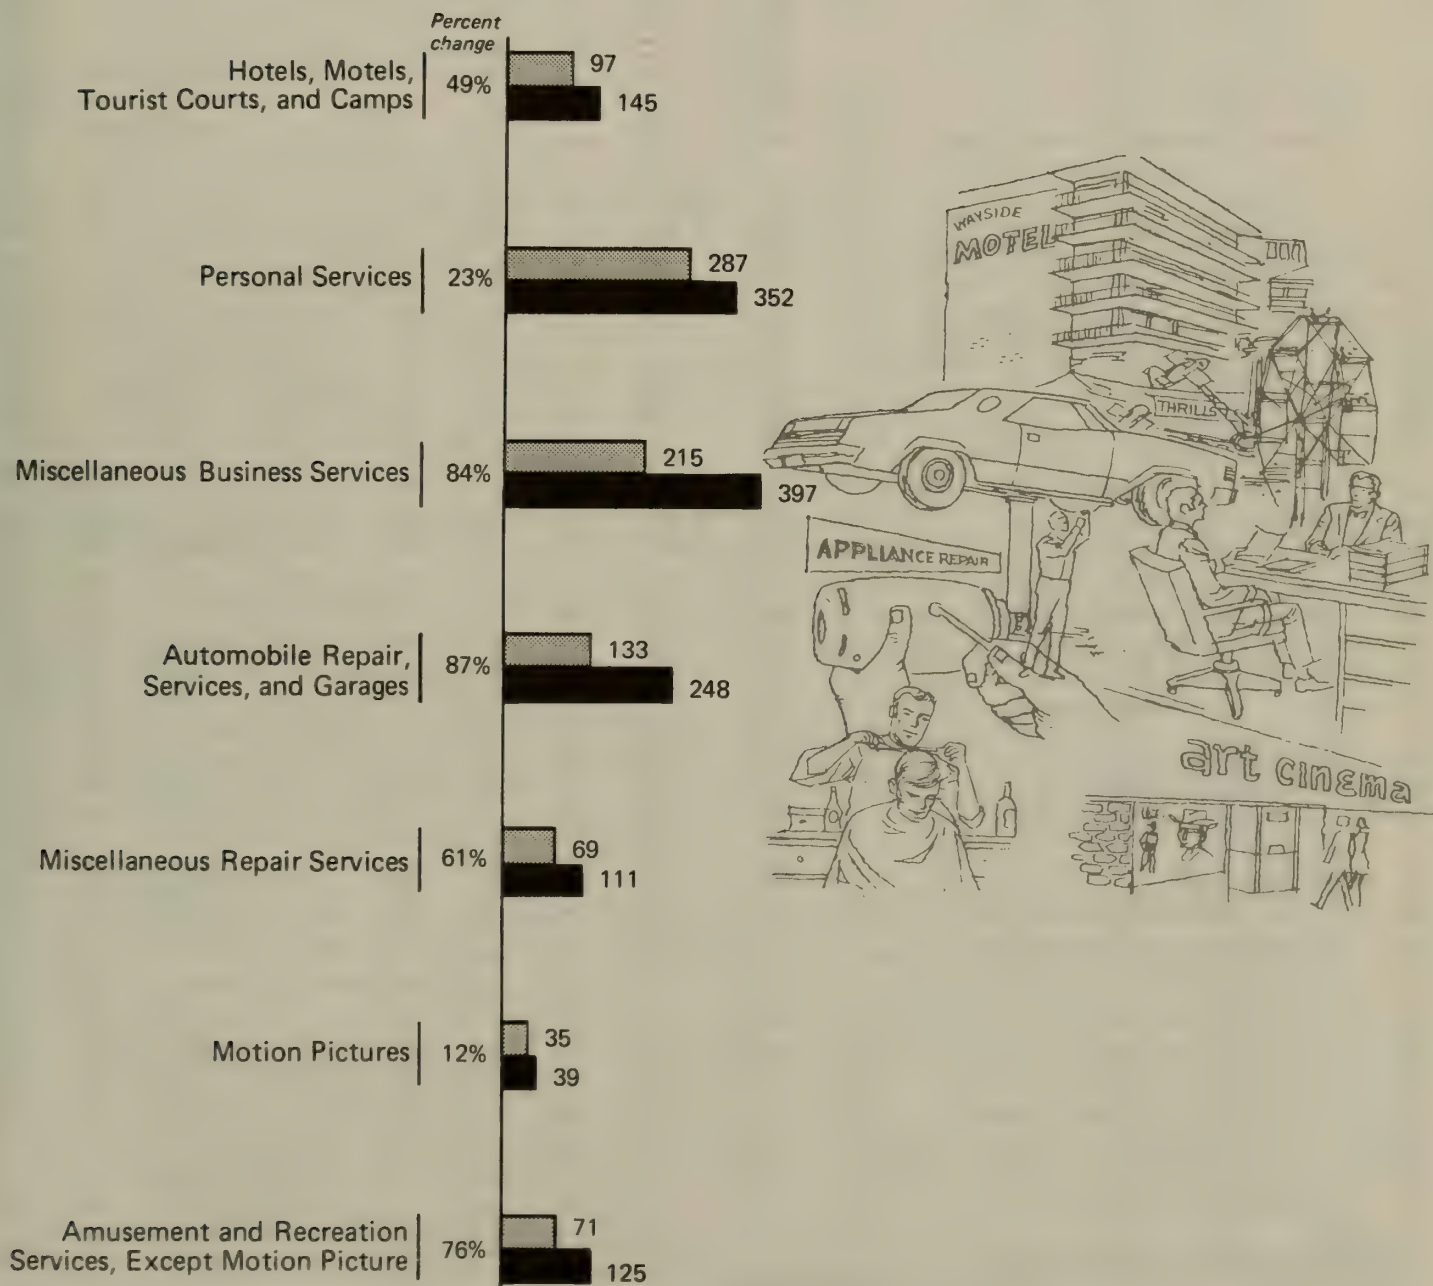 Percent
change
Hotels, Motels,
Tourist Courts, and Camps
49%
97
145
Personal Services
23%
287
352
Miscellaneous Business Services
84%
215
397
Automobile Repair,
Services, and Garages
87%
133
248
Miscellaneous Repair Services
61%
69
111
Motion Pictures
12%
35
39
Amusement and Recreation
Services, Except Motion Picture
76%
71
125
WAYSIDE
MOTEL
THRILLS
APPLIANCE REPAIR
art cinema